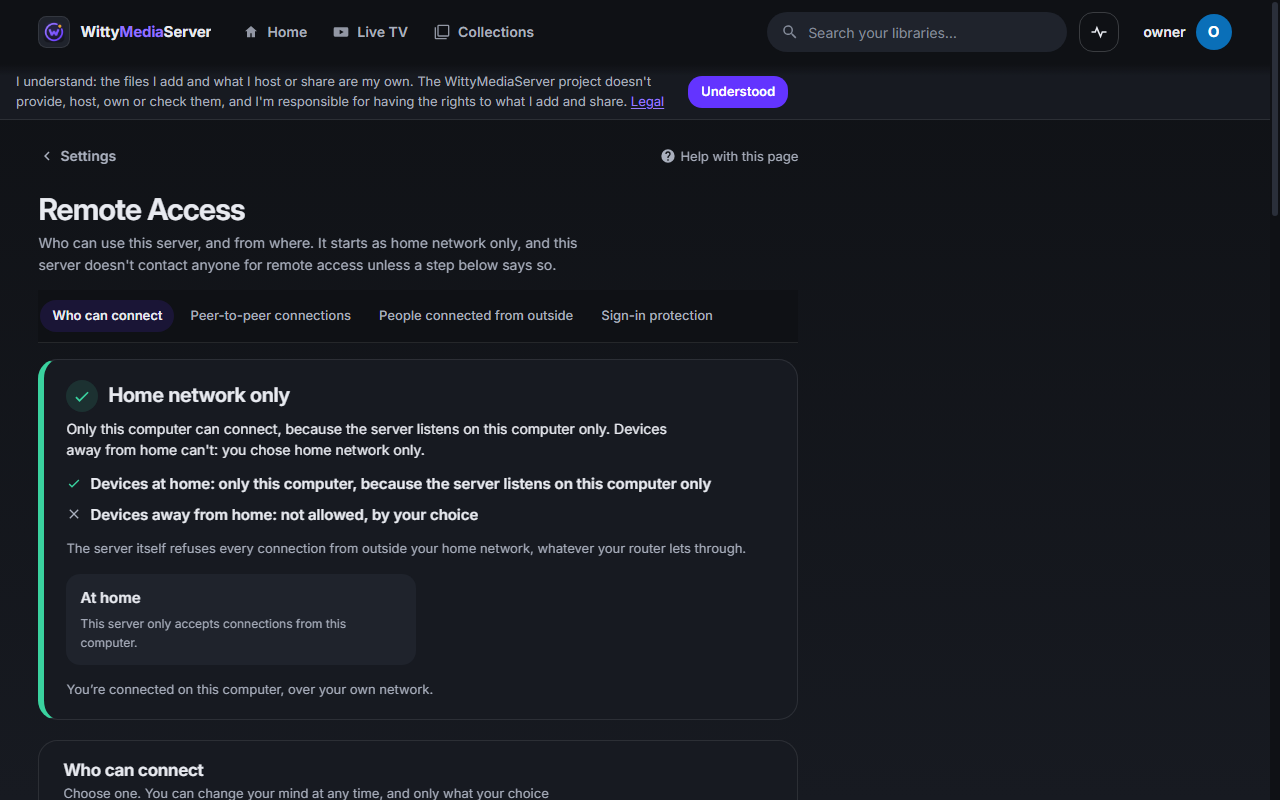 WittyMediaServer
Home
Live TV
Collections
Search your libraries...
owner
O
I understand: the files I add and what I host or share are my own. The WittyMediaServer project doesn't
provide, host, own or check them, and I'm responsible for having the rights to what I add and share. Legal
Understood
Settings
Help with this page
Remote Access
Who can use this server, and from where. It starts as home network only, and this
server doesn't contact anyone for remote access unless a step below says so.
Who can connect
Peer-to-peer connections
People connected from outside
Sign-in protection
Home network only
Only this computer can connect, because the server listens on this computer only. Devices
away from home can't: you chose home network only.
Devices at home: only this computer, because the server listens on this computer only
Devices away from home: not allowed, by your choice
The server itself refuses every connection from outside your home network, whatever your router lets through.
At home
This server only accepts connections from this
computer.
You're connected on this computer, over your own network.
Who can connect
Choose one. You can change your mind at any time, and only what your choice